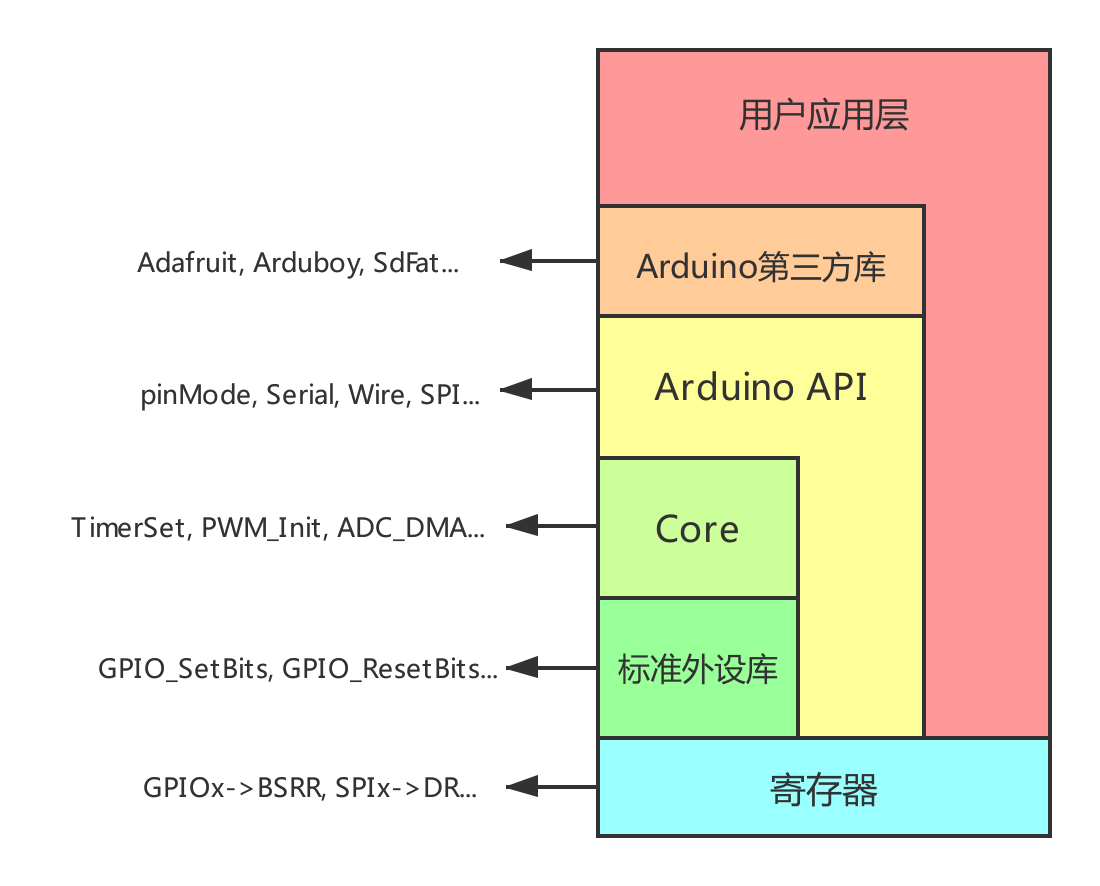 用户应用层
Adafruit, Arduboy, SdFat...
Arduino第三方库
pinMode, Serial, Wire, SPI...
Arduino API
TimerSet, PWM_Init, ADC_DMA...
Core
GPIO_SetBits, GPIO_ResetBits...
标准外设库
GPIOx->BSRR, SPIx->DR...
寄存器